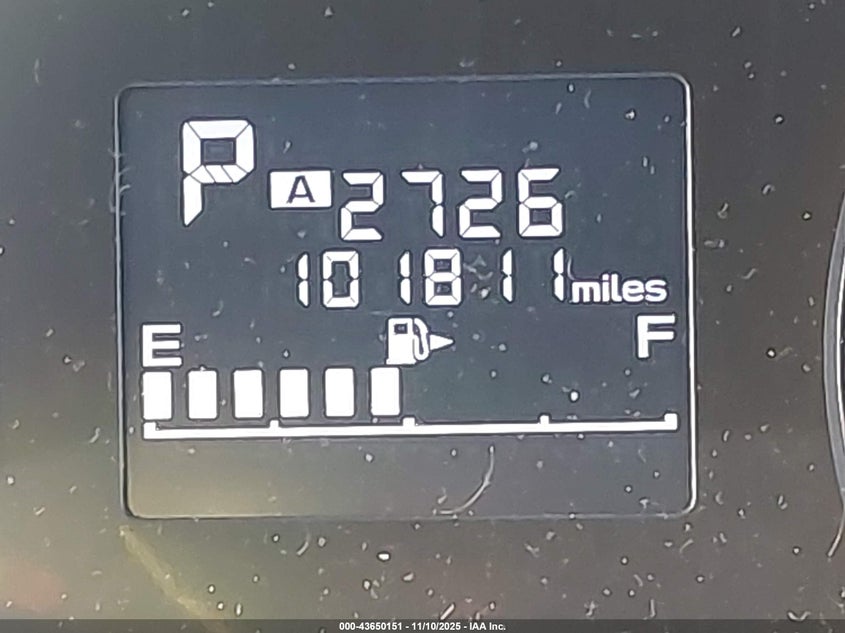 P A 2726
101811 miles
E F
000-43650151 - 11/10/2025 - IAA Inc.